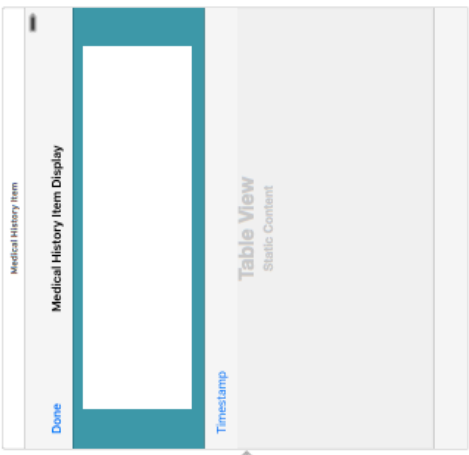 Medical History Item
Done Medical History Item Display
Timestamp
Table View
Static Content